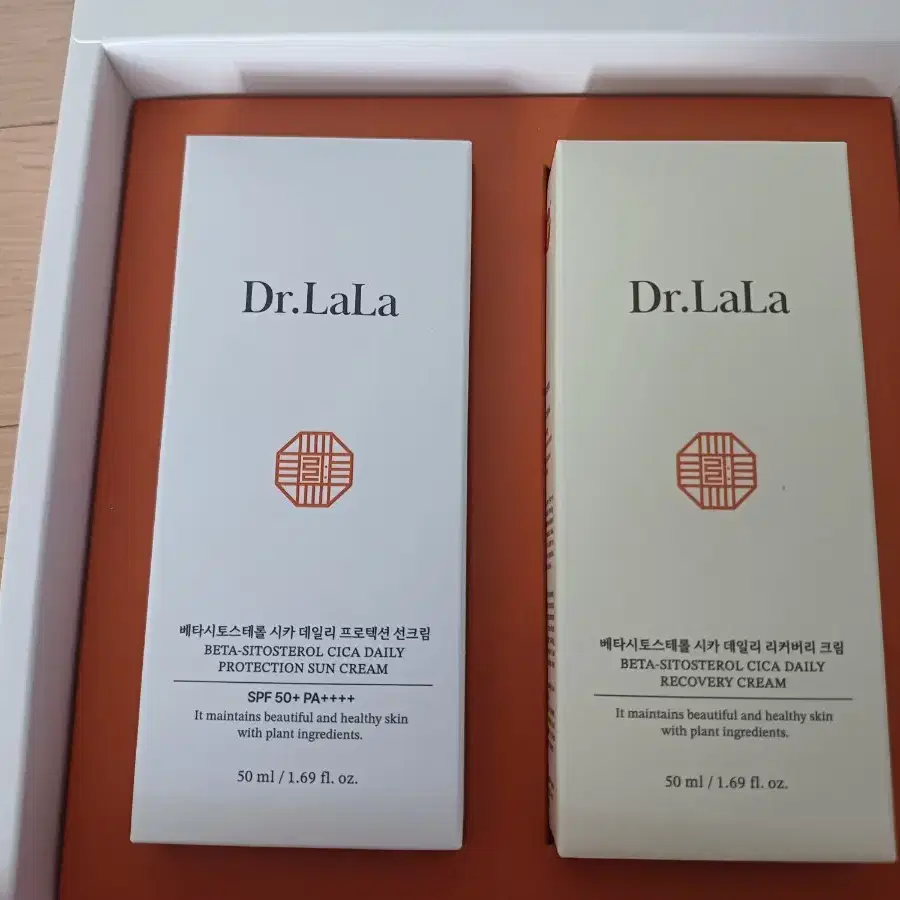 Dr.LaLa
베타시토스테롤 시카 데일리 프로텍션 선크림
BETA-SITOSTEROL CICA DAILY
PROTECTION SUN CREAM
SPF 50+ PA++++
It maintains beautiful and healthy skin
with plant ingredients.
50 ml / 1.69 fl. oz.
Dr.LaLa
베타시토스테롤 시카 데일리 리커버리 크림
BETA-SITOSTEROL CICA DAILY
RECOVERY CREAM
It maintains beautiful and healthy skin
with plant ingredients.
50 ml / 1.69 fl. oz.